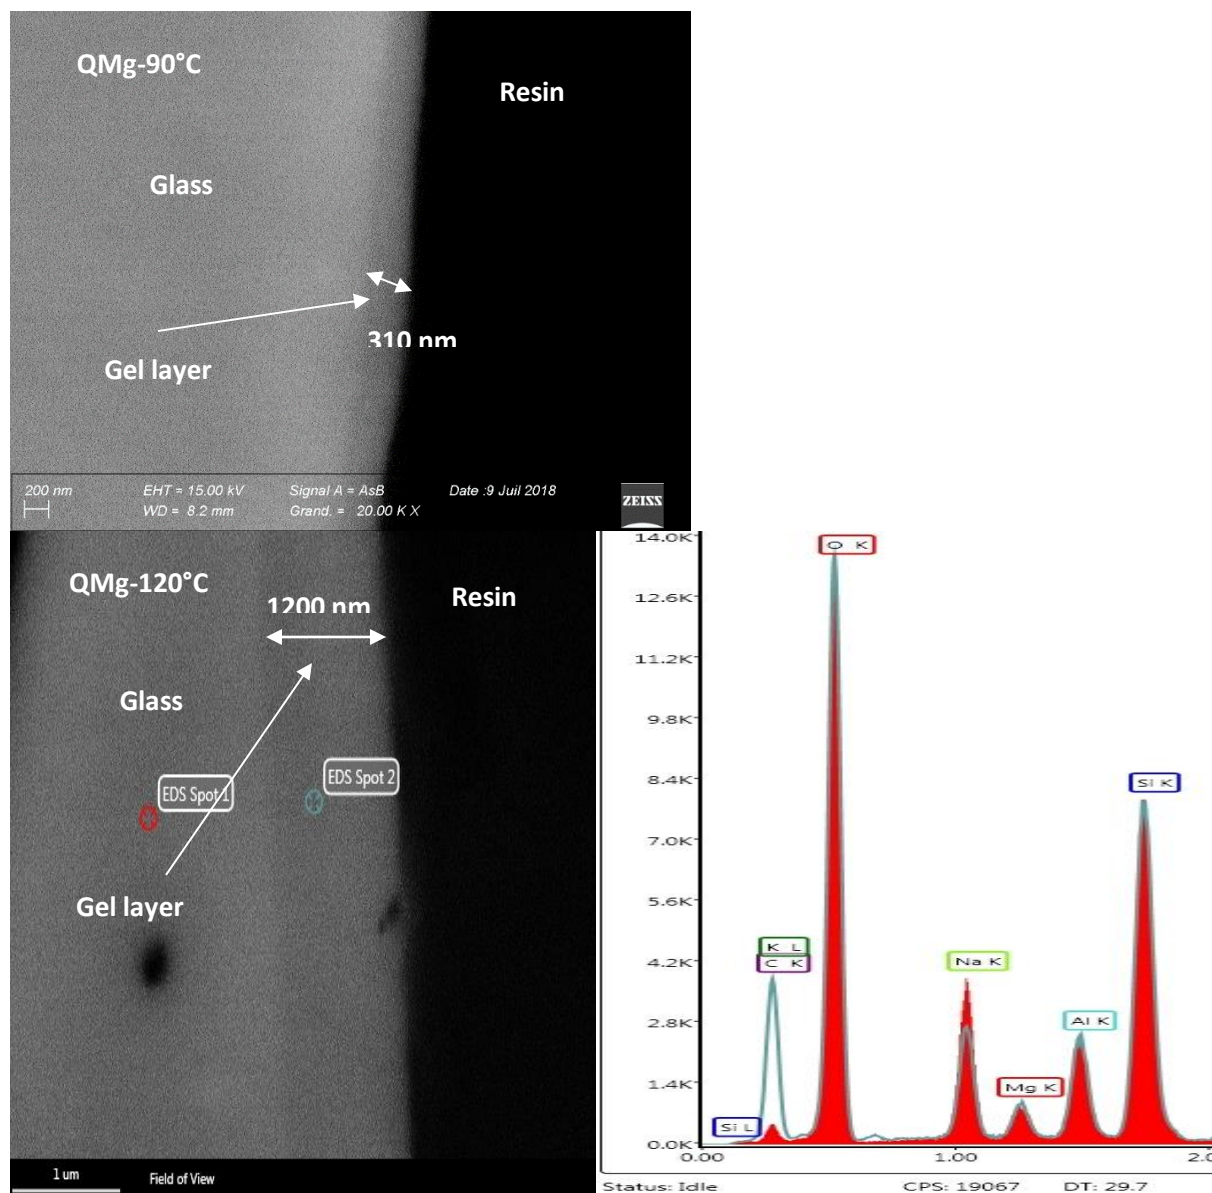 QMg-90°C
Resin
Glass
310 nm
Gel layer
200 nm
EHT = 15.00 kV
Signal A = AsB
Date :9 Juil 2018
WD = 8.2 mm
Grand. = 20.00 K X
ZEISS
QMg-120°C
1200 nm
Resin
Glass
EDS Spot 1
EDS Spot 2
Gel layer
1 um
Field of View
14.0K
12.6K
11.2K
9.8K
8.4K
7.0K
5.6K
4.2K
2.8K
1.4K
0.0K
O K
Si K
K L
C K
Na K
Al K
Mg K
Si L
0.00
1.00
2.0
Status: Idle
CPS: 19067
DT: 29.7